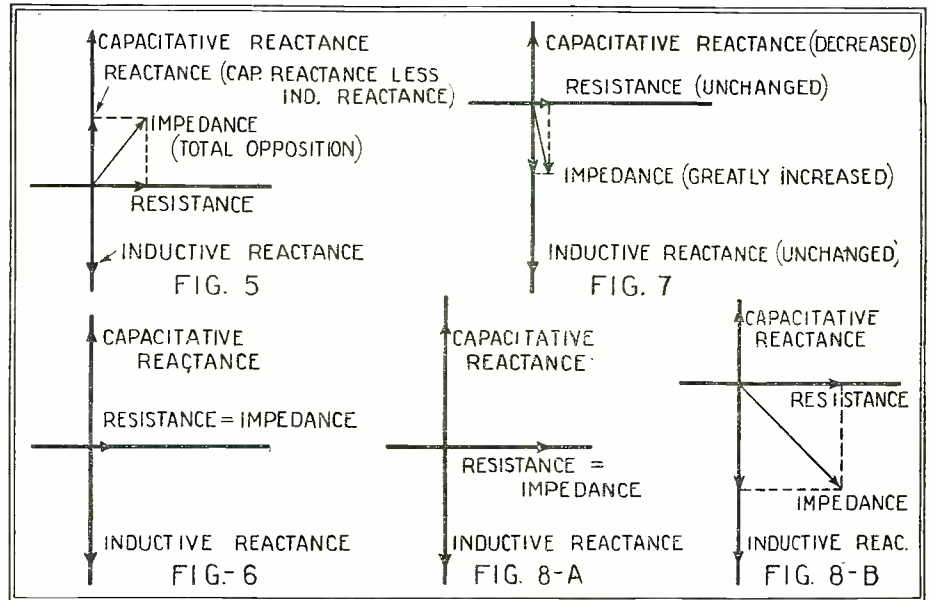 CAPACITATIVE REACTANCE
REACTANCE (CAP. REACTANCE LESS
IND. REACTANCE)
IMPEDANCE
(TOTAL OPPOSITION)
RESISTANCE
INDUCTIVE REACTANCE
FIG. 5
CAPACITATIVE REACTANCE (DECREASED)
RESISTANCE (UNCHANGED)
IMPEDANCE (GREATLY INCREASED)
INDUCTIVE REACTANCE (UNCHANGED)
FIG. 7
CAPACITATIVE
REACTANCE
RESISTANCE = IMPEDANCE
INDUCTIVE REACTANCE
FIG.-6
CAPACITATIVE
REACTANCE
RESISTANCE =
IMPEDANCE
INDUCTIVE REACTANCE
FIG. 8-A
CAPACITATIVE
REACTANCE
RESISTANCE
IMPEDANCE
INDUCTIVE REAC.
FIG. 8-B